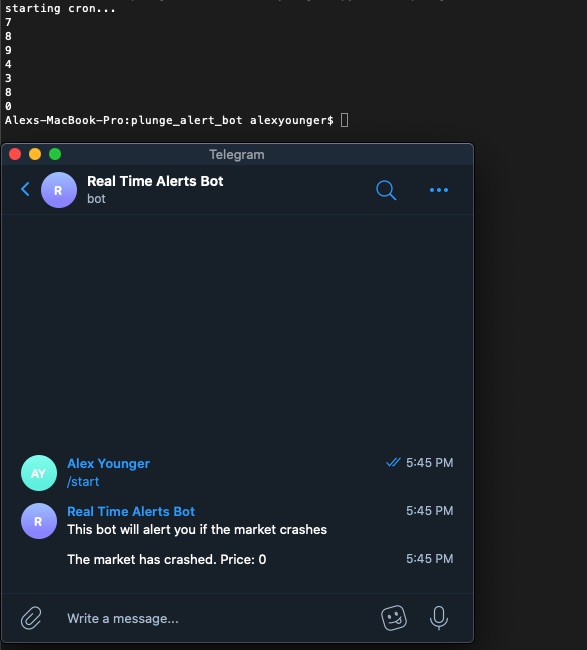 starting cron...
7
8
9
4
3
8
0
Alexs-MacBook-Pro:plunge_alert_bot alexyounger$
Telegram
R
Real Time Alerts Bot
bot
AY
Alex Younger
5:45 PM
/start
R
Real Time Alerts Bot
5:45 PM
This bot will alert you if the market crashes
The market has crashed. Price: 0
5:45 PM
Write a message...